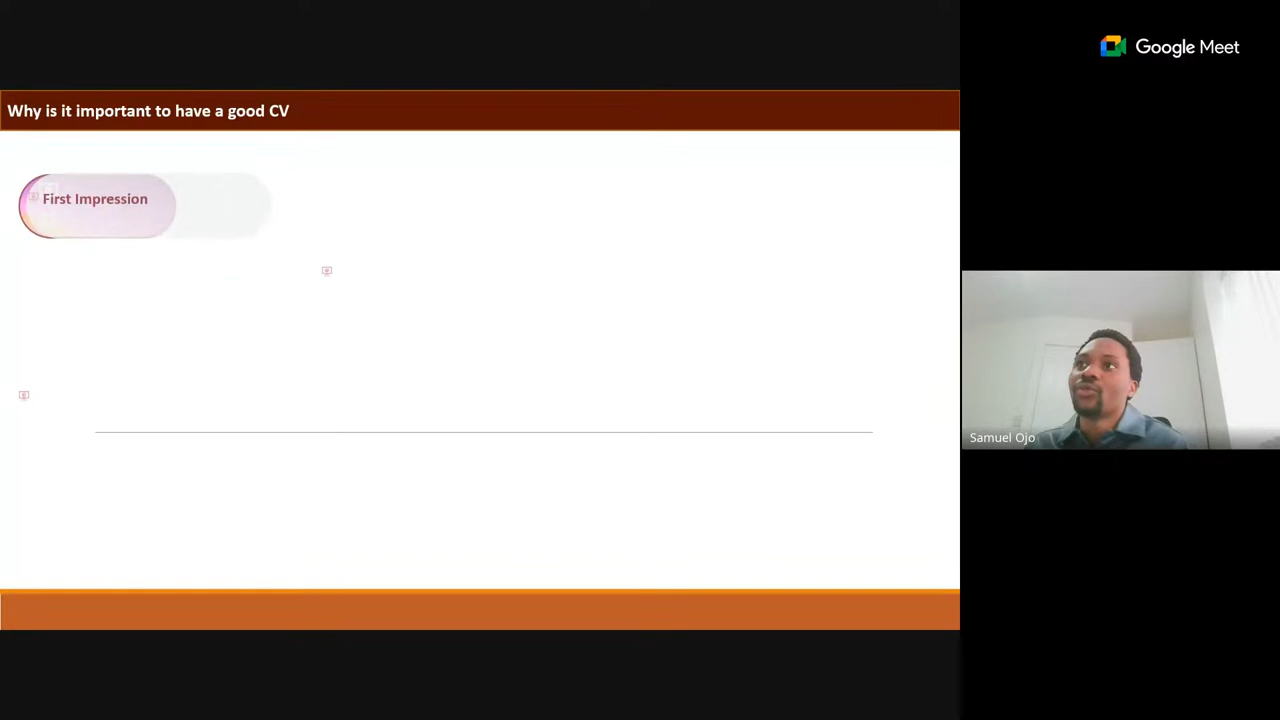 Google Meet
Why is it important to have a good CV
First Impression
Samuel Ojo